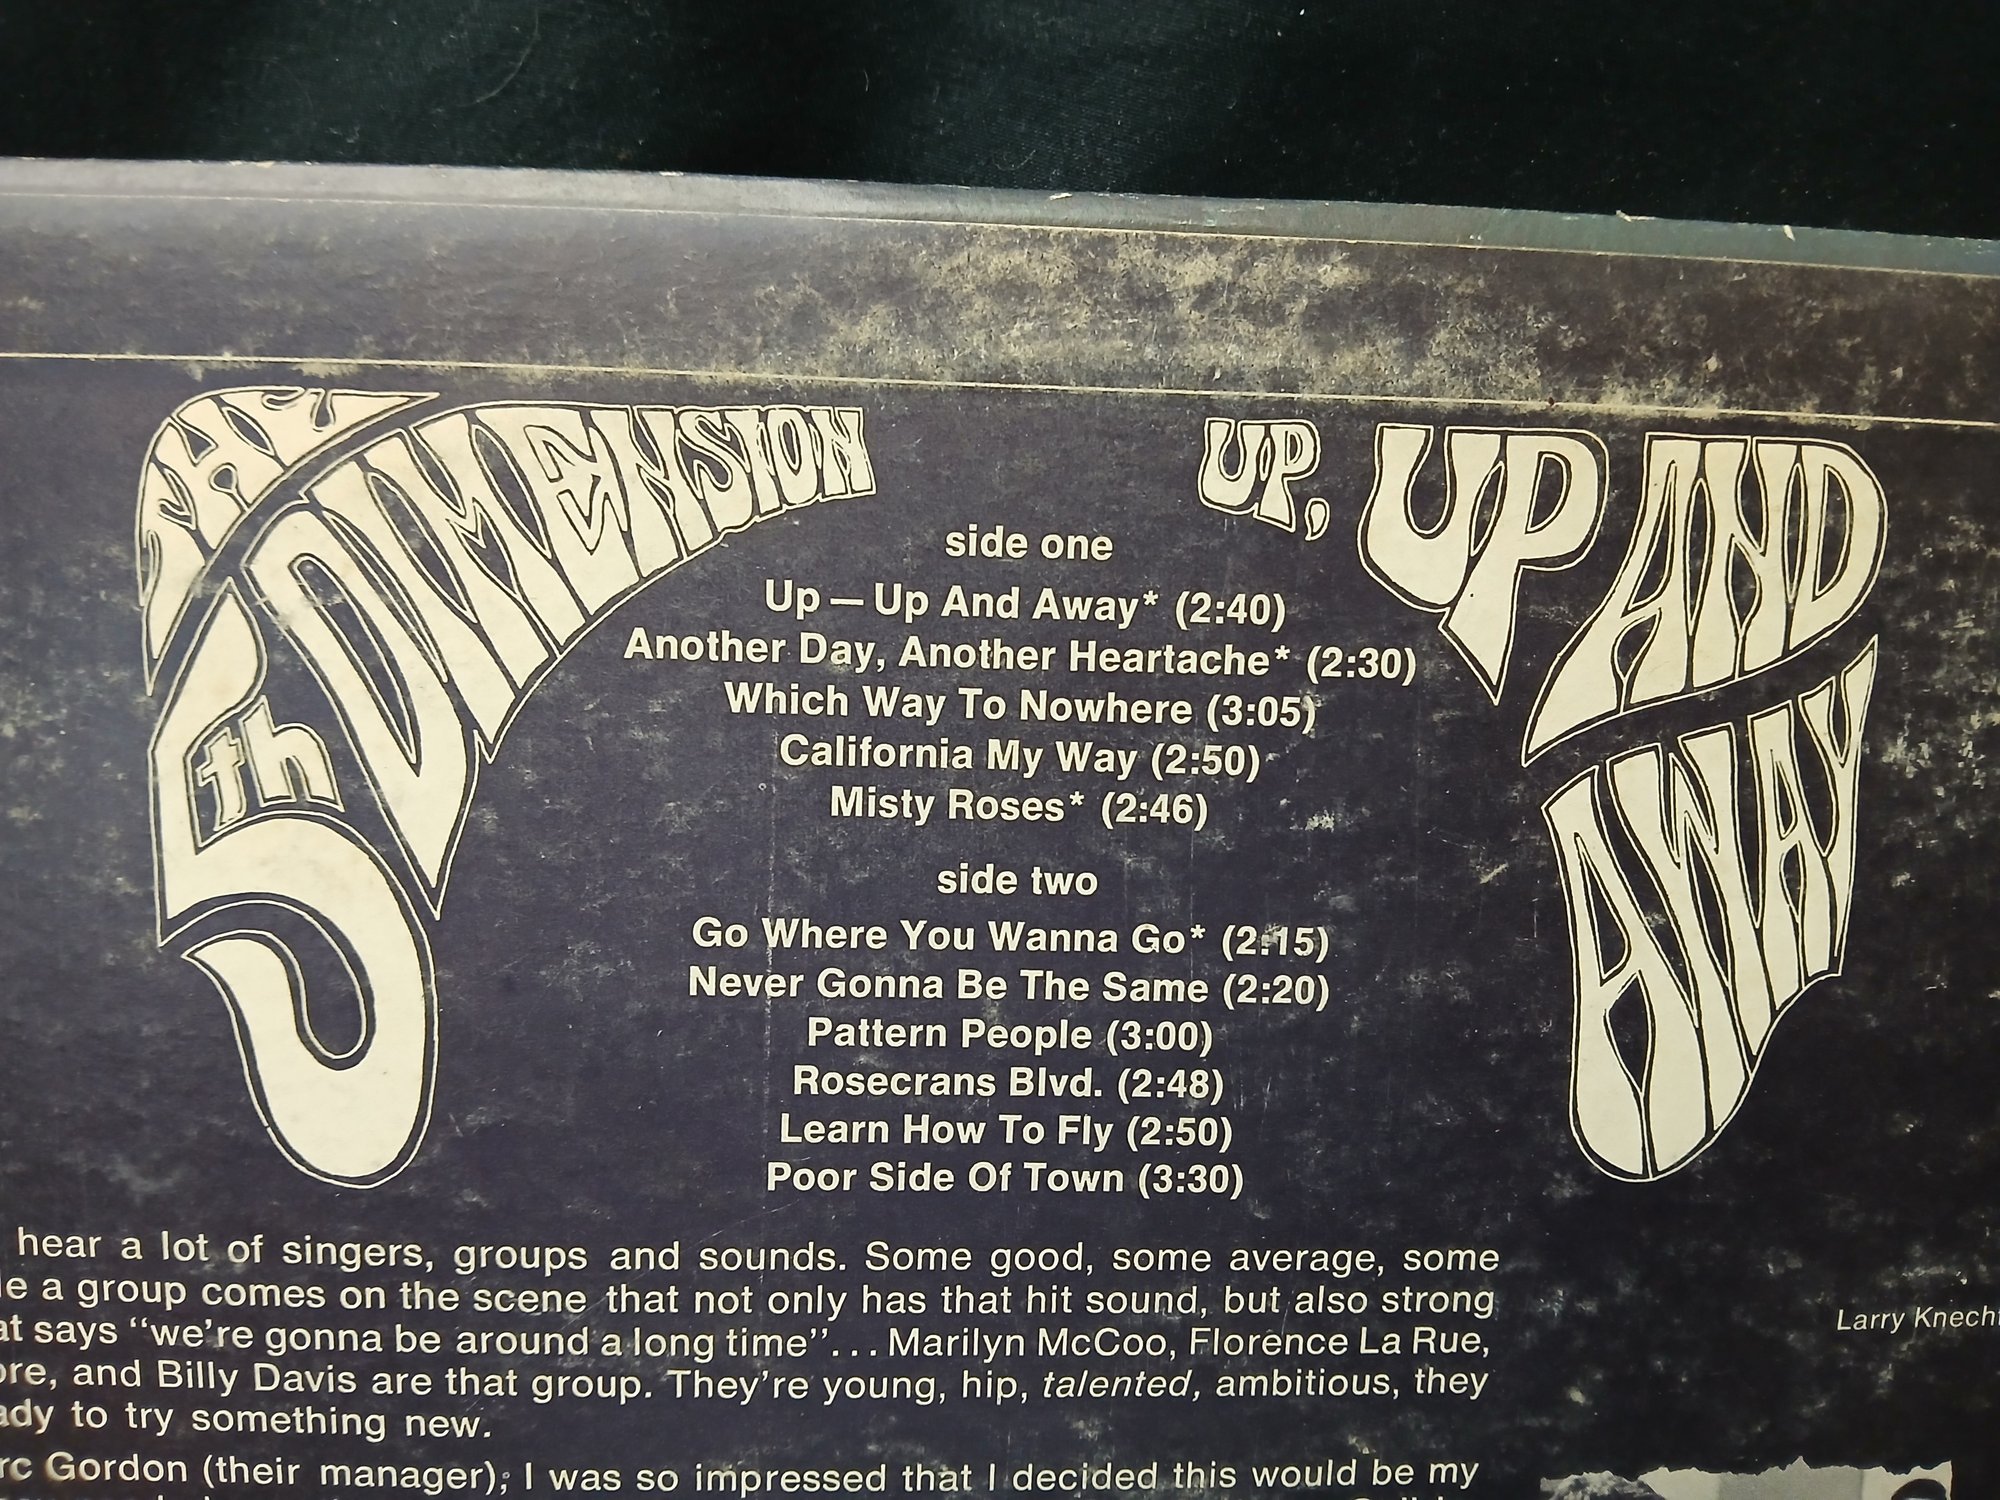 THE
5th DIMENSION
UP, UP AND
AWAY
side one
Up — Up And Away* (2:40)
Another Day, Another Heartache* (2:30)
Which Way To Nowhere (3:05)
California My Way (2:50)
Misty Roses* (2:46)
side two
Go Where You Wanna Go* (2:15)
Never Gonna Be The Same (2:20)
Pattern People (3:00)
Rosecrans Blvd. (2:48)
Learn How To Fly (2:50)
Poor Side Of Town (3:30)
hear a lot of singers, groups and sounds. Some good, some average, some
a group comes on the scene that not only has that hit sound, but also strong
says “we’re gonna be around a long time”... Marilyn McCoo, Florence La Rue,
and Billy Davis are that group. They’re young, hip, talented, ambitious, they
to try something new.
Gordon (their manager); I was so impressed that I decided this would be my
Larry